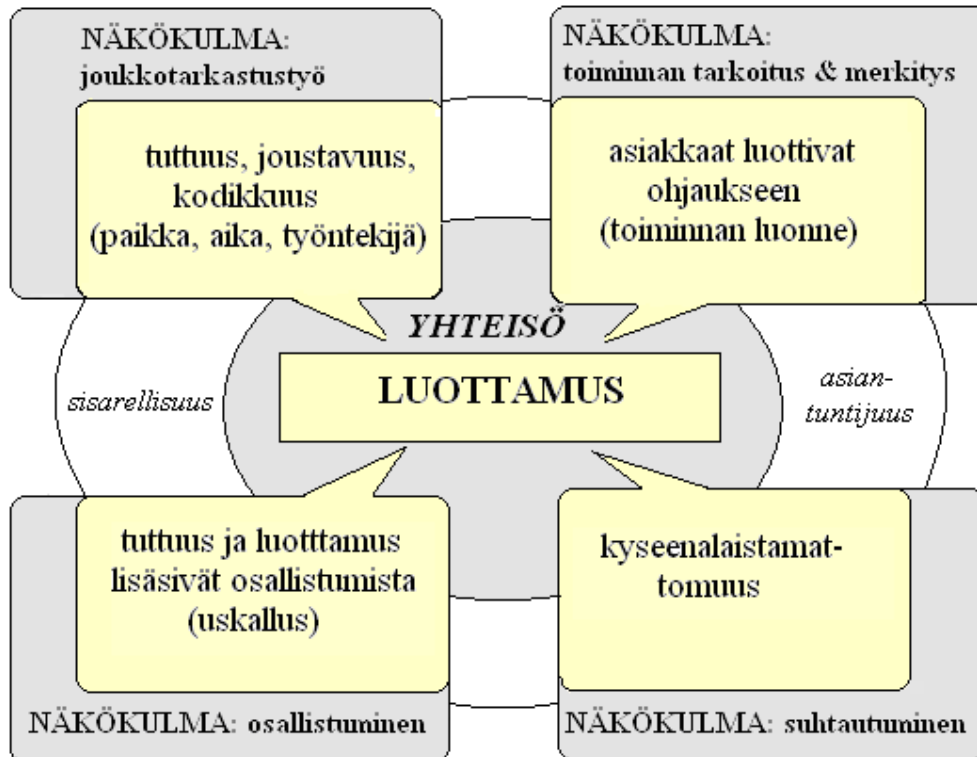 NÄKÖKULMA:
joukkotarkastustyö
tuttuus, joustavuus,
kodikkuus
(paikka, aika, työntekijä)
NÄKÖKULMA:
toiminnan tarkoitus & merkitys
asiakkaat luottivat
ohjaukseen
(toiminnan luonne)
YHTEISÖ
LUOTTAMUS
sisarellisuus
asian-
tuntijuus
tuttuus ja luotttamus
lisäsivät osallistumista
(uskallus)
NÄKÖKULMA: osallistuminen
kyseenalaistamat-
tomuus
NÄKÖKULMA: suhtautuminen